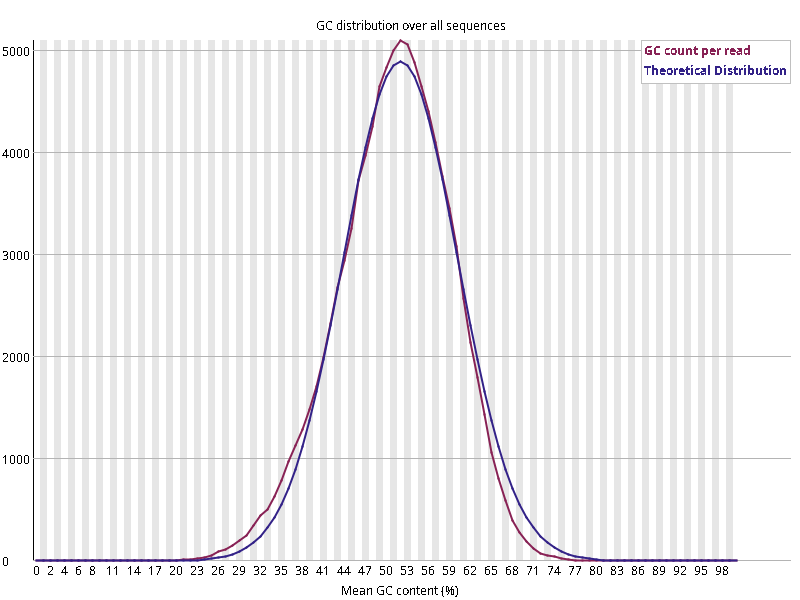 GC distribution over all sequences
GC count per read
Theoretical Distribution
5000
4000
3000
2000
1000
0
0 2 4 6 8 11 14 17 20 23 26 29 32 35 38 41 44 47 50 53 56 59 62 65 68 71 74 77 80 83 86 89 92 95 98
Mean GC content (%)